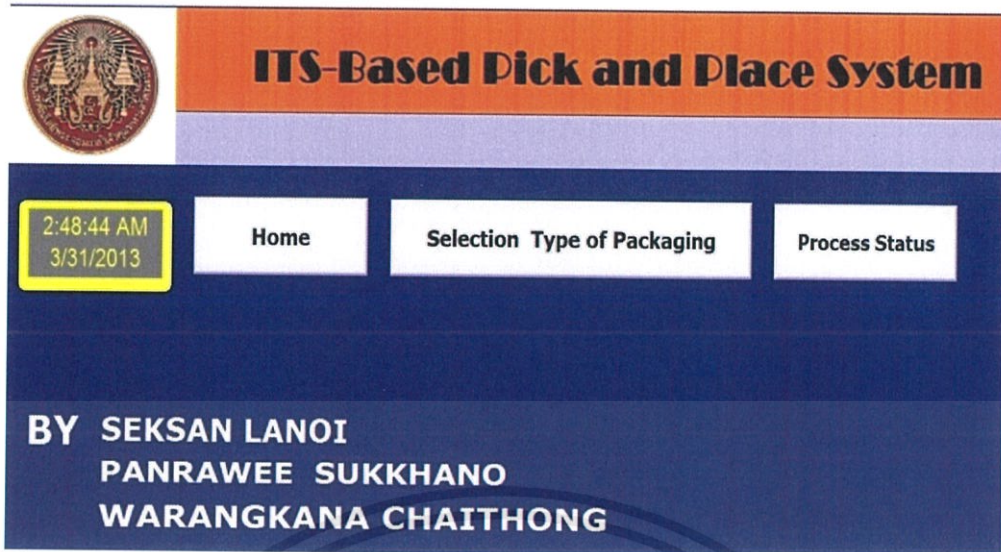 ITS-Based Pick and Place System
2:48:44 AM
3/31/2013
Home
Selection Type of Packaging
Process Status
BY SEKSAN LANOI
PANRAWEE SUKKHANO
WARANGKANA CHAITHONG